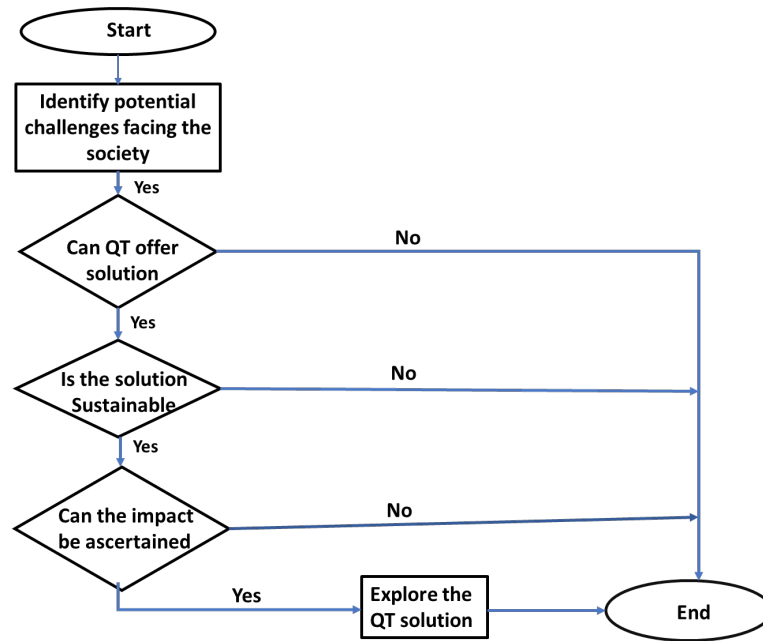 Start
Identify potential
challenges facing the
society
Yes
Can QT offer
solution
No
Yes
Is the solution
Sustainable
No
Yes
Can the impact
be ascertained
No
Yes
Explore the
QT solution
End